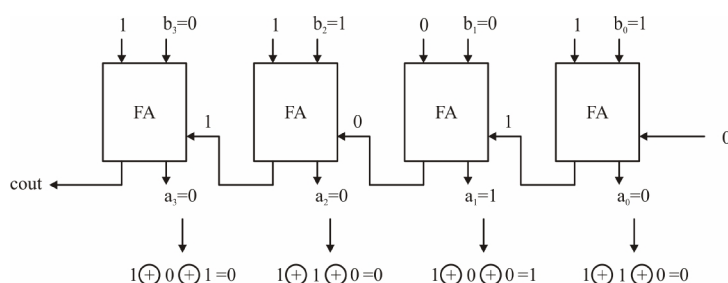 1 b₃=0 1 b₂=1 0 b₁=0 1 b₀=1
FA FA FA FA
1 0 1 0
cout
a₃=0 a₂=0 a₁=1 a₀=0
1⊕0⊕1=0 1⊕1⊕0=0 1⊕0⊕0=1 1⊕1⊕0=0